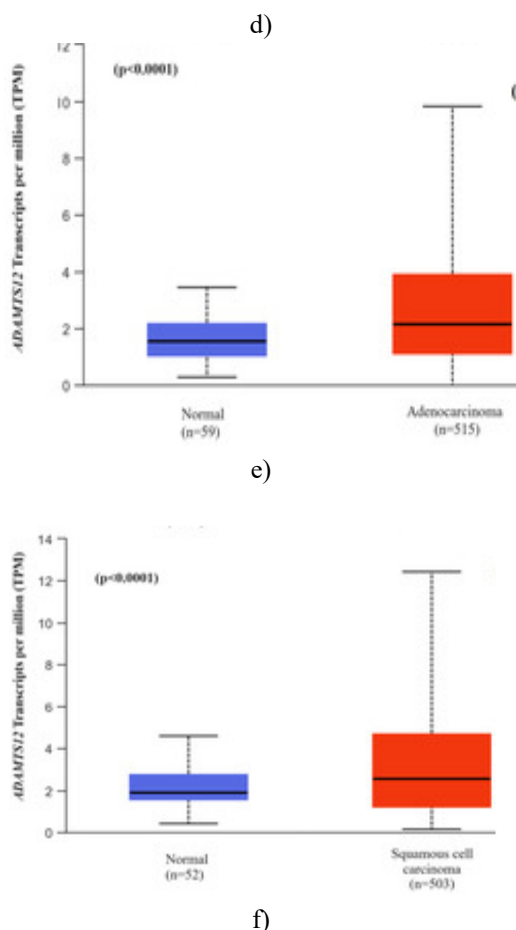 d)
12
(p<0.0001)
(
10
ADAMTS12 Transcripts per million (TPM)
8
6
4
2
0
Normal
(n=59)
Adenocarcinoma
(n=515)
e)
14
(p<0.0001)
12
ADAMTS12 Transcripts per million (TPM)
10
8
6
4
2
0
Normal
(n=52)
Squamous cell
carcinoma
(n=503)
f)